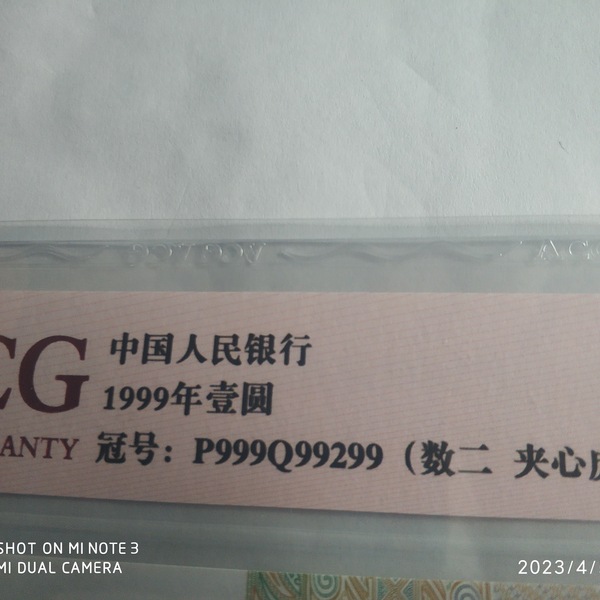 CG
中国人民银行
1999年壹圆
ANTY 冠号：P999Q99299（数二 夹心
SHOT ON MI NOTE 3
MI DUAL CAMERA
2023/4/